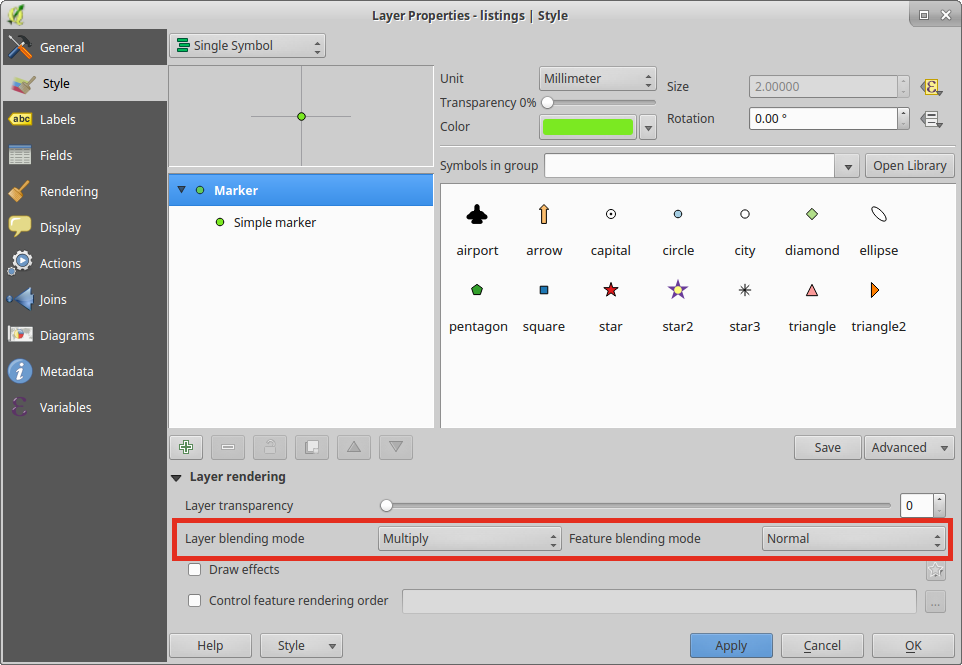 Layer Properties - listings | Style
General
Style
abc Labels
Fields
Rendering
Display
Actions
Joins
Diagrams
Metadata
Variables
Single Symbol
Unit Millimeter Size 2.00000
Transparency 0%
Color Rotation 0.00 °
Symbols in group Open Library
Marker
Simple marker
airport arrow capital circle city diamond ellipse
pentagon square star star2 star3 triangle triangle2
Save Advanced
Layer rendering
Layer transparency 0
Layer blending mode Multiply Feature blending mode Normal
Draw effects
Control feature rendering order ...
Help Style Apply Cancel OK